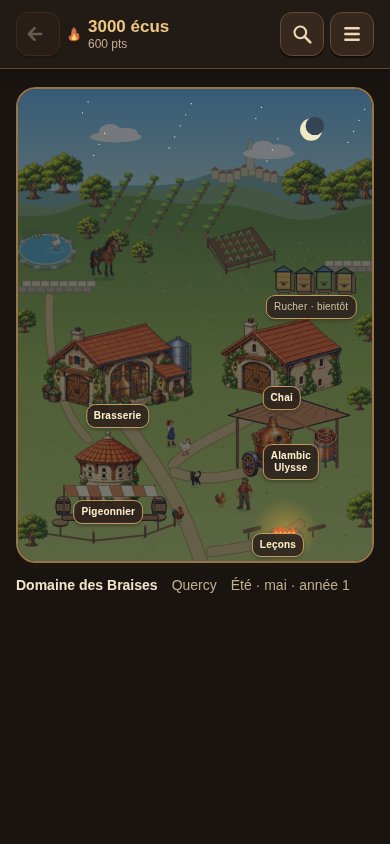 3000 écus
600 pts
Rucher · bientôt
Chai
Brasserie
Alambic
Ulysse
Pigeonnier
Leçons
Domaine des Braises Quercy Été · mai · année 1